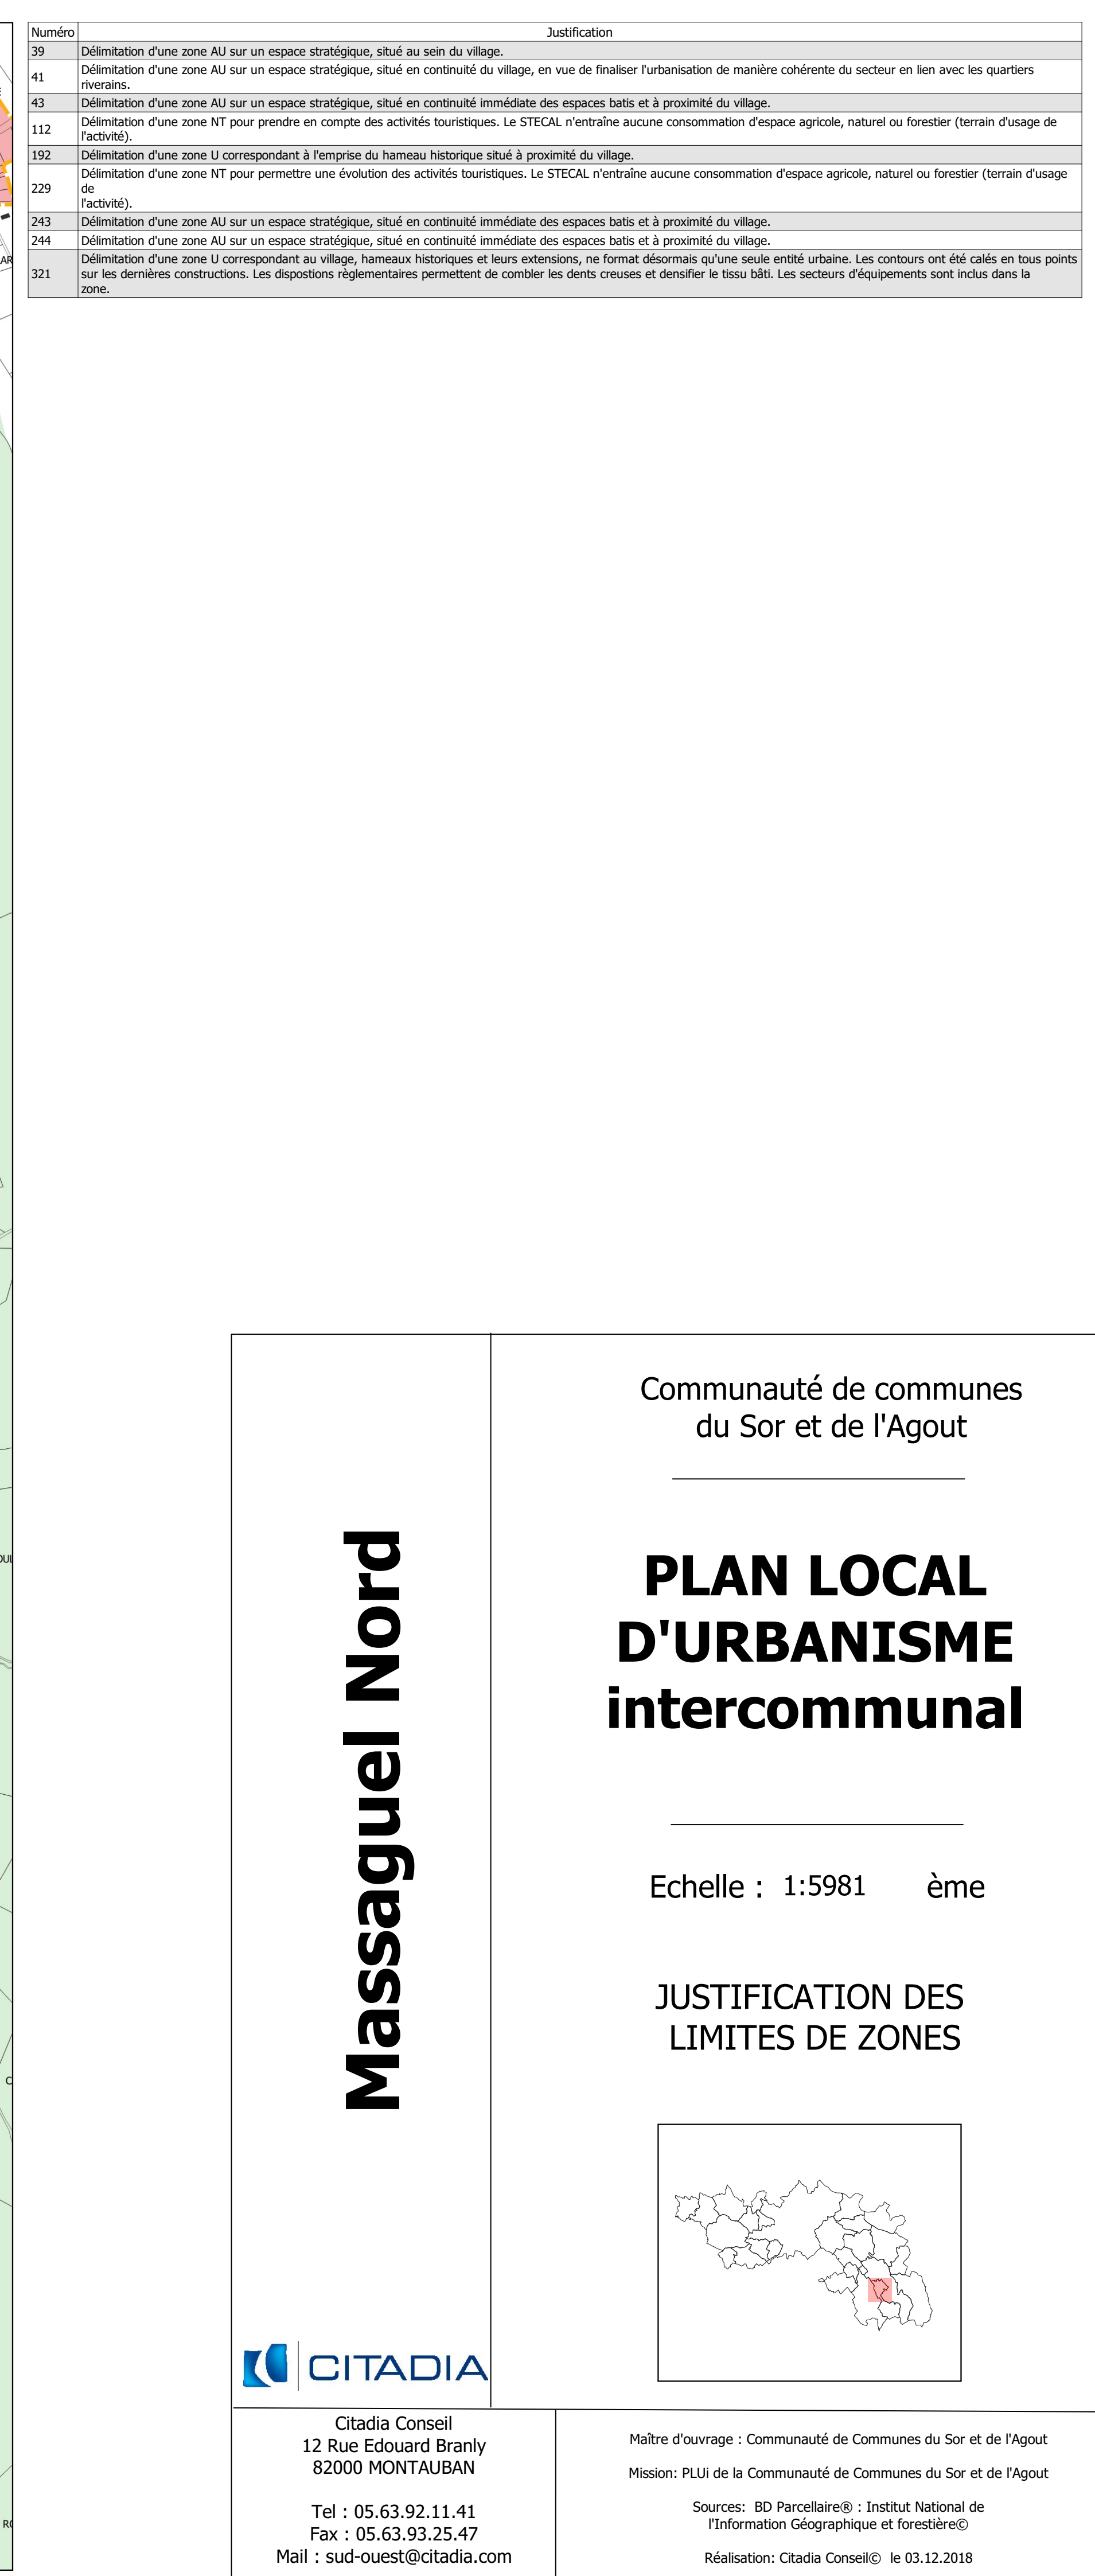 Numéro Justification
39 Délimitation d'une zone AU sur un espace stratégique, situé au sein du village.
41 Délimitation d'une zone AU sur un espace stratégique, situé en continuité du village, en vue de finaliser l'urbanisation de manière cohérente du secteur en lien avec les quartiers
riverains.
43 Délimitation d'une zone AU sur un espace stratégique, situé en continuité immédiate des espaces batis et à proximité du village.
112 Délimitation d'une zone NT pour prendre en compte des activités touristiques. Le STECAL n'entraîne aucune consommation d'espace agricole, naturel ou forestier (terrain d'usage de
l'activité).
192 Délimitation d'une zone U correspondant à l'emprise du hameau historique situé à proximité du village.
229 Délimitation d'une zone NT pour permettre une évolution des activités touristiques. Le STECAL n'entraîne aucune consommation d'espace agricole, naturel ou forestier (terrain d'usage
de
l'activité).
243 Délimitation d'une zone AU sur un espace stratégique, situé en continuité immédiate des espaces batis et à proximité du village.
244 Délimitation d'une zone AU sur un espace stratégique, situé en continuité immédiate des espaces batis et à proximité du village.
321 Délimitation d'une zone U correspondant au village, hameaux historiques et leurs extensions, ne format désormais qu'une seule entité urbaine. Les contours ont été calés en tous points
sur les dernières constructions. Les dispostions règlementaires permettent de combler les dents creuses et densifier le tissu bâti. Les secteurs d'équipements sont inclus dans la
zone.
Massaguel Nord
Communauté de communes
du Sor et de l'Agout
PLAN LOCAL
D'URBANISME
intercommunal
Echelle : 1:5981 ème
JUSTIFICATION DES
LIMITES DE ZONES
CITADIA
Citadia Conseil
12 Rue Edouard Branly
82000 MONTAUBAN
Tel : 05.63.92.11.41
Fax : 05.63.93.25.47
Mail : sud-ouest@citadia.com
Maître d'ouvrage : Communauté de Communes du Sor et de l'Agout
Mission: PLUi de la Communauté de Communes du Sor et de l'Agout
Sources: BD Parcellaire® : Institut National de
l'Information Géographique et forestière©
Réalisation: Citadia Conseil© le 03.12.2018